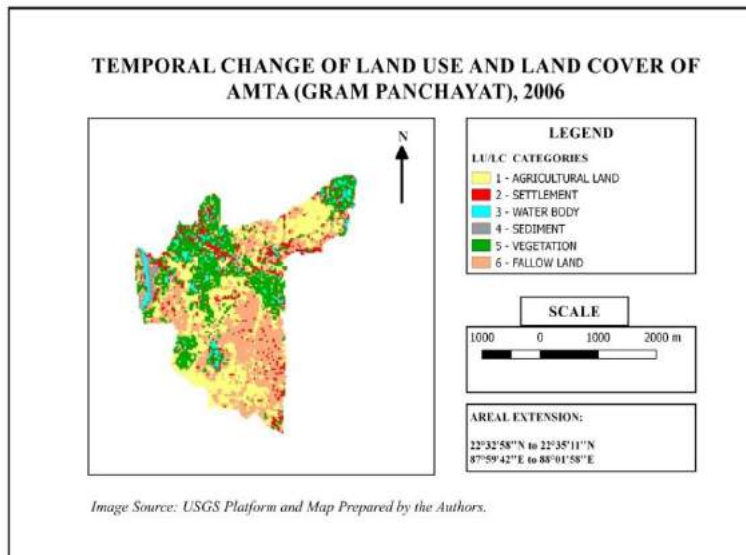 TEMPORAL CHANGE OF LAND USE AND LAND COVER OF
AMTA (GRAM PANCHAYAT), 2006
N
LEGEND
LU/LC CATEGORIES
1 - AGRICULTURAL LAND
2 - SETTLEMENT
3 - WATER BODY
4 - SEDIMENT
5 - VEGETATION
6 - FALLOW LAND
SCALE
1000 0 1000 2000 m
AREAL EXTENSION:
22°32'58"N to 22°35'11"N
87°59'42"E to 88°01'58"E
Image Source: USGS Platform and Map Prepared by the Authors.